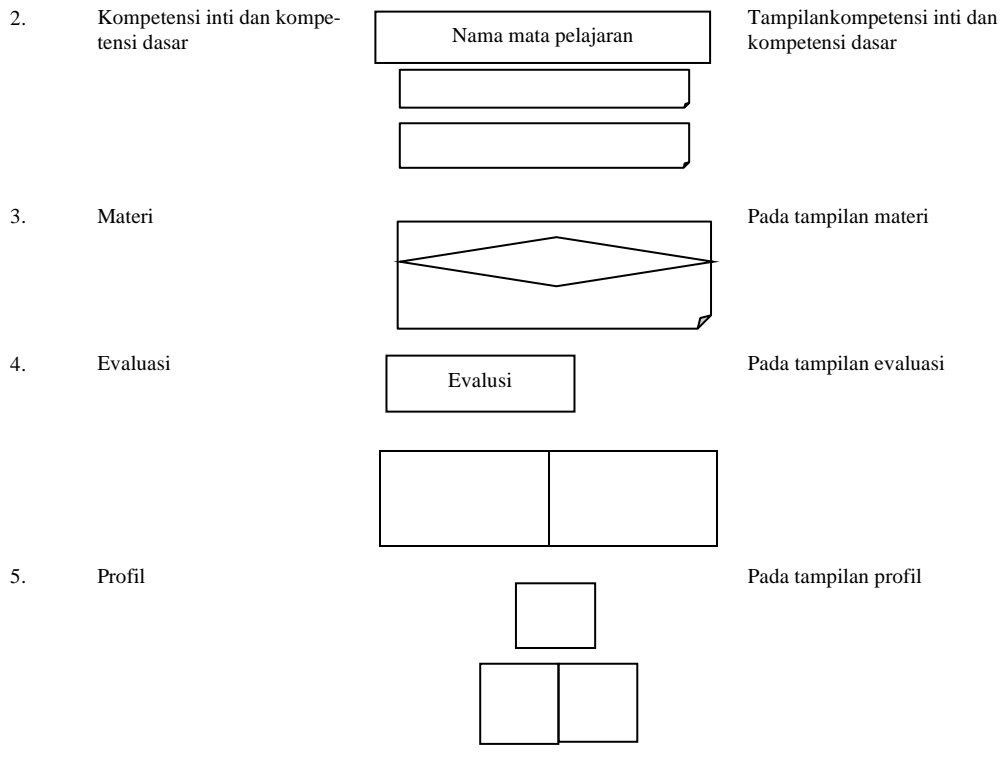 2.
Kompetensi inti dan kompe-
tensi dasar
Nama mata pelajaran
Tampilankompetensi inti dan
kompetensi dasar
3.
Materi
Pada tampilan materi
4.
Evaluasi
Evalusi
Pada tampilan evaluasi
5.
Profil
Pada tampilan profil